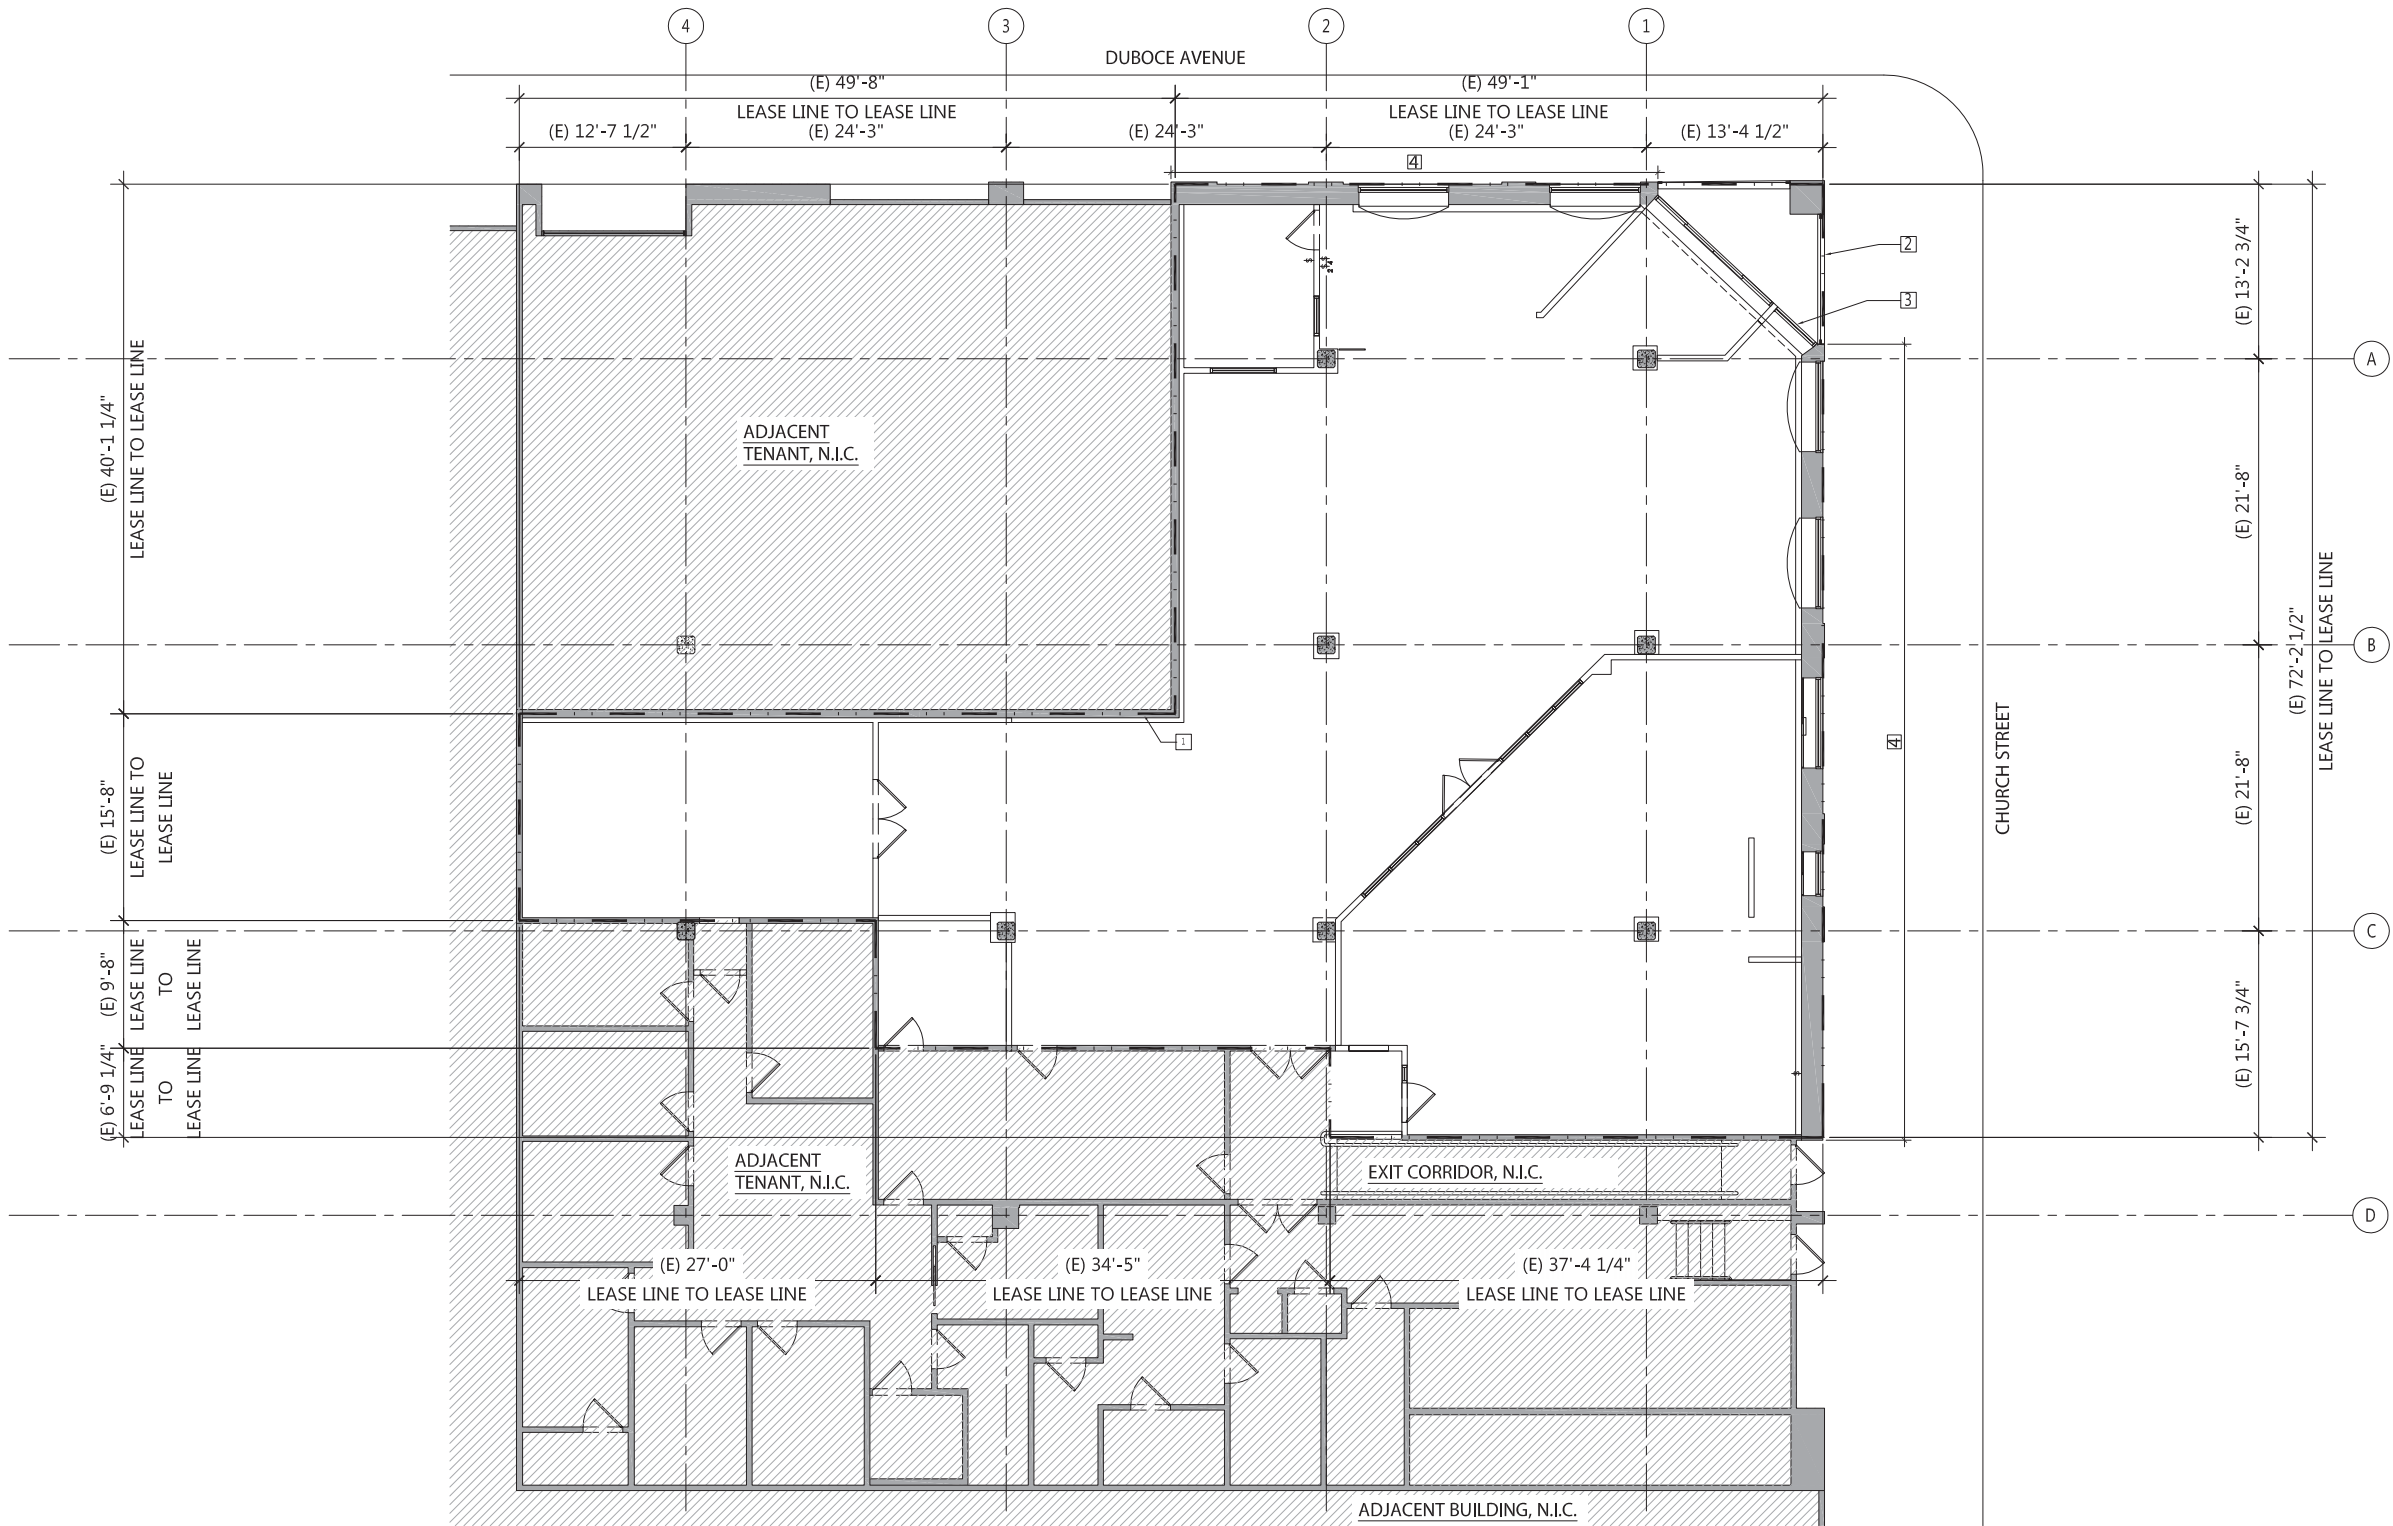 4
3
2
1
DUBOCE AVENUE
(E) 49'-8"
(E) 49'-1"
LEASE LINE TO LEASE LINE
LEASE LINE TO LEASE LINE
(E) 12'-7 1/2"
(E) 24'-3"
(E) 24'-3"
(E) 24'-3"
(E) 13'-4 1/2"
4
2
3
(E) 13'-2 3/4"
A
(E) 40'-1 1/4"
LEASE LINE TO LEASE LINE
ADJACENT
TENANT, N.I.C.
(E) 21'-8"
B
(E) 72'-2 1/2"
LEASE LINE TO LEASE LINE
1
4
CHURCH STREET
(E) 15'-8"
LEASE LINE TO
LEASE LINE
(E) 21'-8"
C
(E) 9'-8"
LEASE LINE
TO
LEASE LINE
(E) 6'-9 1/4"
LEASE LINE
TO
LEASE LINE
(E) 15'-7 3/4"
ADJACENT
TENANT, N.I.C.
EXIT CORRIDOR, N.I.C.
D
(E) 27'-0"
LEASE LINE TO LEASE LINE
(E) 34'-5"
LEASE LINE TO LEASE LINE
(E) 37'-4 1/4"
LEASE LINE TO LEASE LINE
ADJACENT BUILDING, N.I.C.